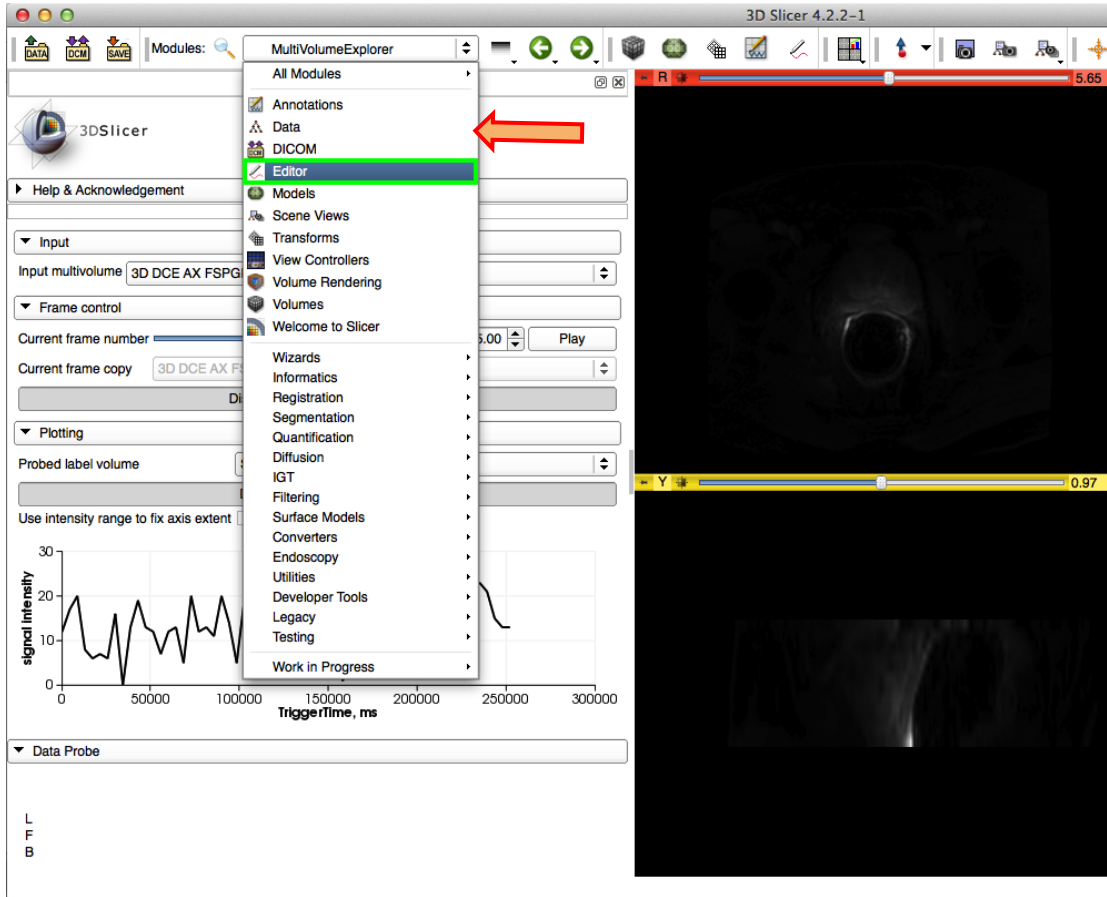 3D Slicer 4.2.2-1
DATA DCM SAVE Modules: MultiVolumeExplorer
All Modules
R 5.65
Annotations
3DSlicer
Data
DICOM
Editor
Help & Acknowledgement
Models
Scene Views
Transforms
Input
View Controllers
Input multivolume 3D DCE AX FSPG
Volume Rendering
Volumes
Frame control
Welcome to Slicer
Current frame number 5.00 Play
Wizards
Current frame copy 3D DCE AX FS
Informatics
Registration
Di
Segmentation
Plotting
Quantification
Diffusion
Probed label volume
IGT
Y 0.97
Filtering
Use intensity range to fix axis extent
Surface Models
Converters
Endoscopy
Utilities
Developer Tools
Legacy
Testing
Work in Progress
30
20
10
0
signal intensity
0 50000 100000 150000 200000 250000 300000
TriggerTime, ms
Data Probe
L
F
B